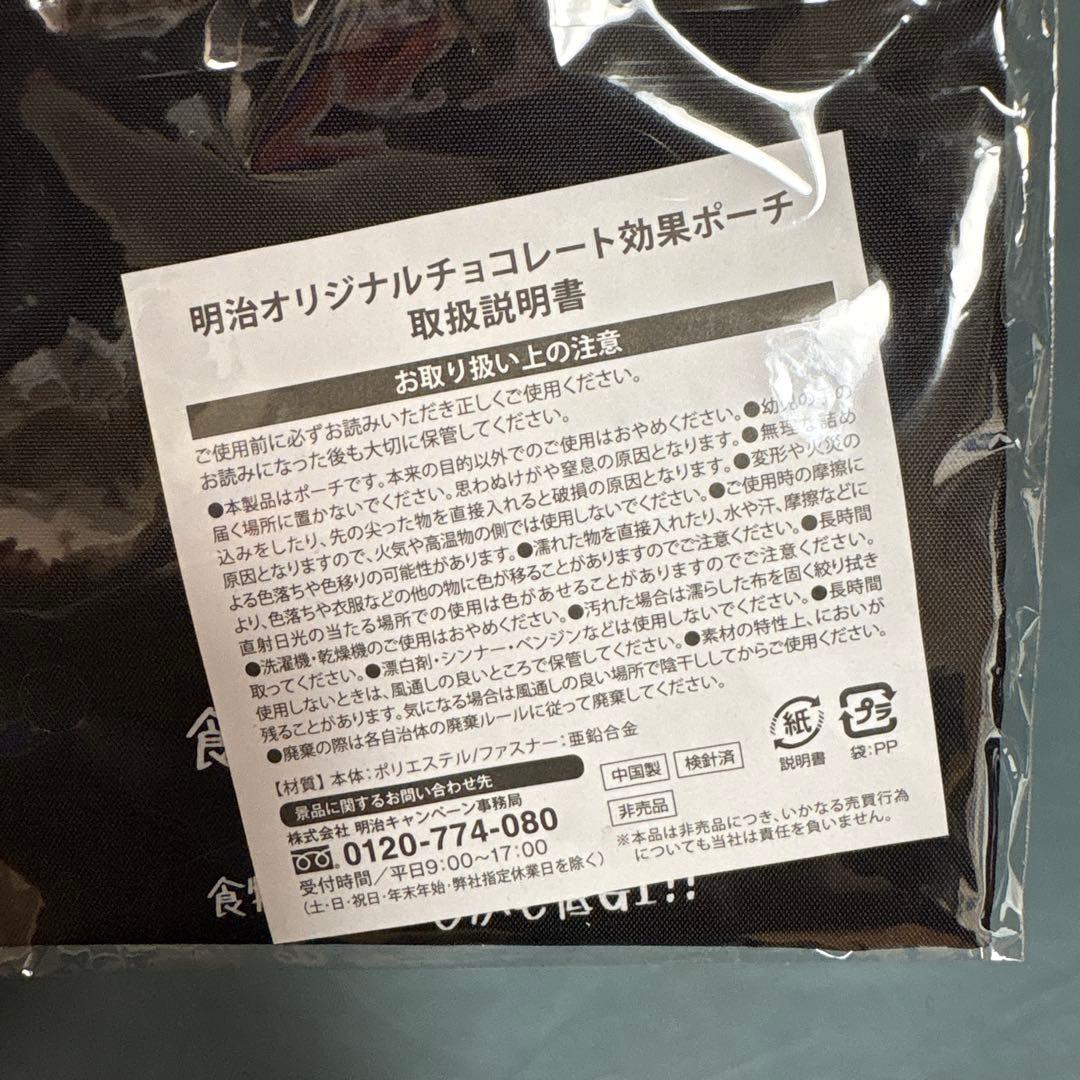 明治オリジナルチョコレート効果ポーチ
取扱説明書
お取り扱い上の注意
ご使用前に必ずお読みいただき正しくご使用ください。
お読みになった後も大切に保管してください。
●本製品はポーチです。本来の目的以外でのご使用はおやめください。●幼児の手の
届く場所に置かないでください。思わぬけがや窒息の原因となります。●無理な詰め
込みをしたり、先の尖った物を直接入れると破損の原因となります。●変形や火災の
原因となりますので、火気や高温物の側では使用しないでください。●ご使用時の摩擦に
よる色落ちや色移りの可能性があります。●濡れた物を直接入れたり、水や汗、摩擦などに
より、色落ちや衣服などの他の物に色が移ることがありますのでご注意ください。●長時間
直射日光の当たる場所での使用は色があせることがありますのでご注意ください。
●洗濯機・乾燥機のご使用はおやめください。●汚れた場合は濡らした布を固く絞り拭き
取ってください。●漂白剤・シンナー・ベンジンなどは使用しないでください。●長時間
使用しないときは、風通しの良いところで保管してください。●素材の特性上、においが
残ることがあります。気になる場合は風通しの良い場所で陰干ししてからご使用ください。
●廃棄の際は各自治体の廃棄ルールに従って廃棄してください。
【材質】本体:ポリエステル/ファスナー:亜鉛合金
景品に関するお問い合わせ先
株式会社 明治キャンペーン事務局
0120-774-080
受付時間/平日9:00〜17:00
(土・日・祝日・年末年始・弊社指定休業日を除く)
中国製 検針済
非売品
※本品は非売品につき、いかなる売買行為
についても当社は責任を負いません。
紙
説明書
プラ
袋:PP
食
食物
低GI!!